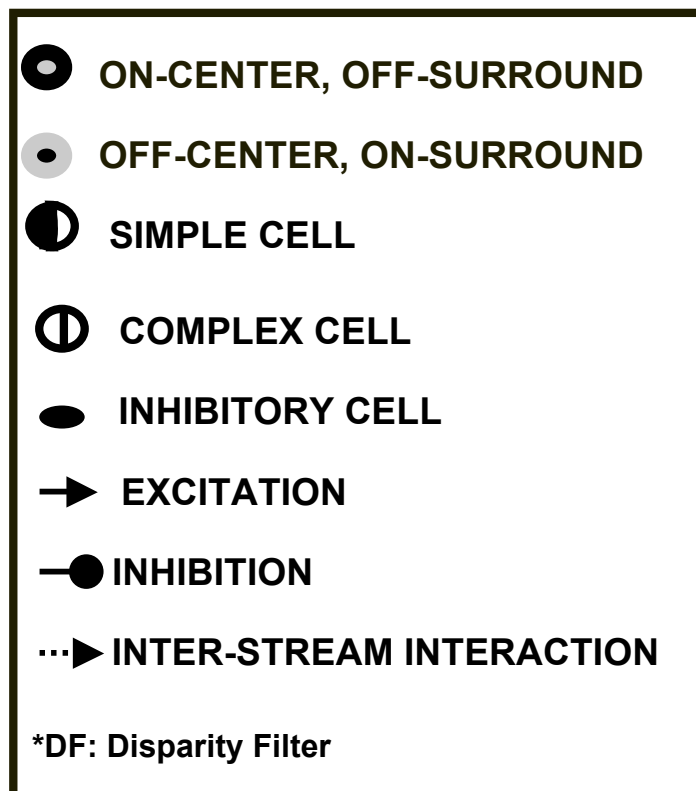 ON-CENTER, OFF-SURROUND
OFF-CENTER, ON-SURROUND
SIMPLE CELL
COMPLEX CELL
INHIBITORY CELL
EXCITATION
INHIBITION
INTER-STREAM INTERACTION
*DF: Disparity Filter